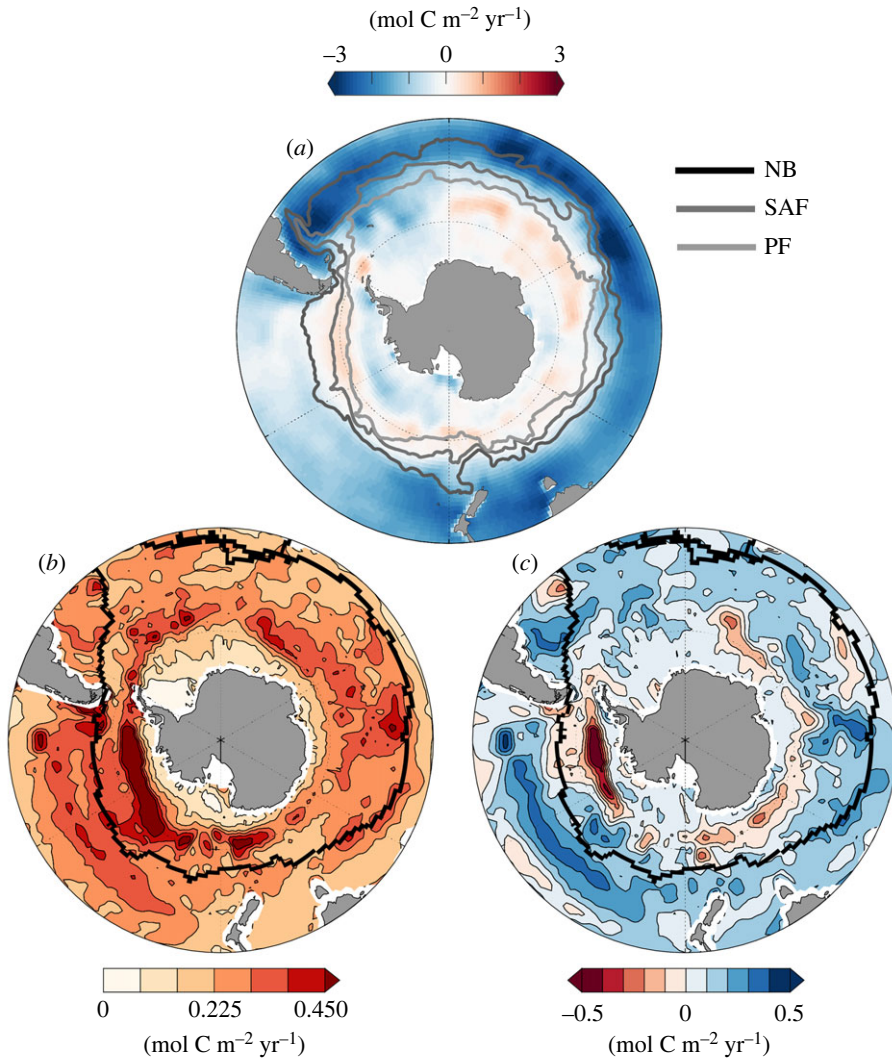 (mol C m⁻² yr⁻¹)
–3 0 3
(a)
NB
SAF
PF
(b) (c)
0 0.225 0.450 –0.5 0 0.5
(mol C m⁻² yr⁻¹) (mol C m⁻² yr⁻¹)